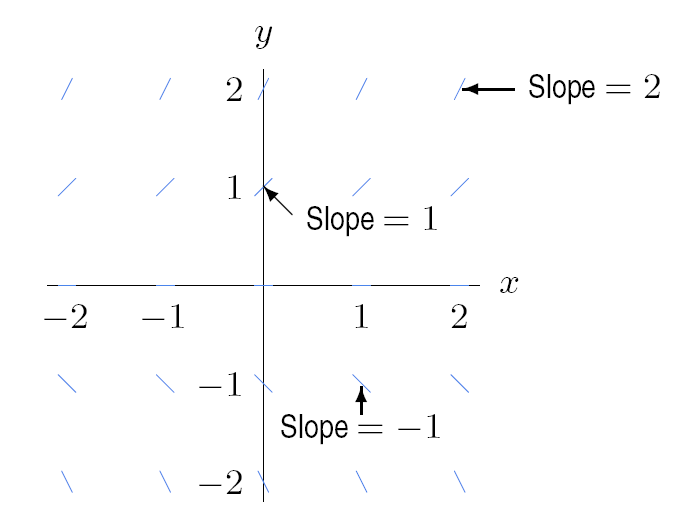 y
2
Slope = 2
1
Slope = 1
x
−2 −1 1 2
−1
Slope = −1
−2